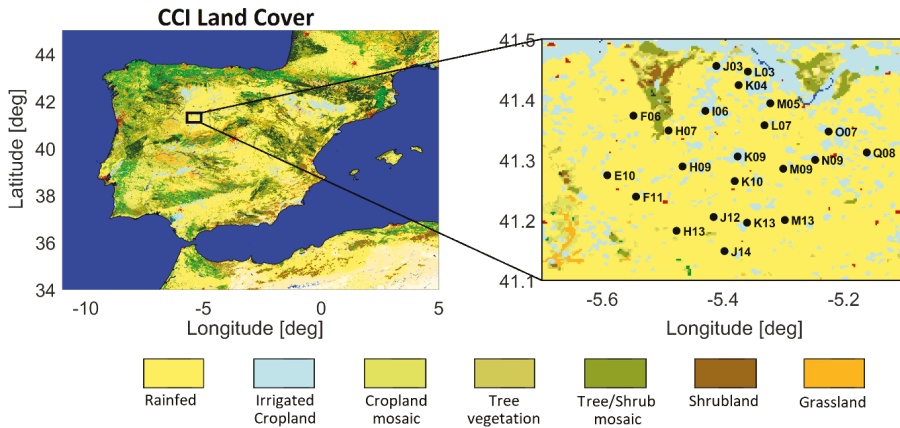 CCI Land Cover
Latitude [deg]
44
42
40
38
36
34
-10
-5
0
5
Longitude [deg]
41.5
41.4
41.3
41.2
41.1
J03
L03
K04
M05
F06
I06
L07
H07
O07
K09
Q08
N09
H09
M09
E10
K10
F11
J12
K13
M13
H13
J14
-5.6
-5.4
-5.2
Longitude [deg]
Rainfed
Irrigated
Cropland
Cropland
mosaic
Tree
vegetation
Tree/Shrub
mosaic
Shrubland
Grassland